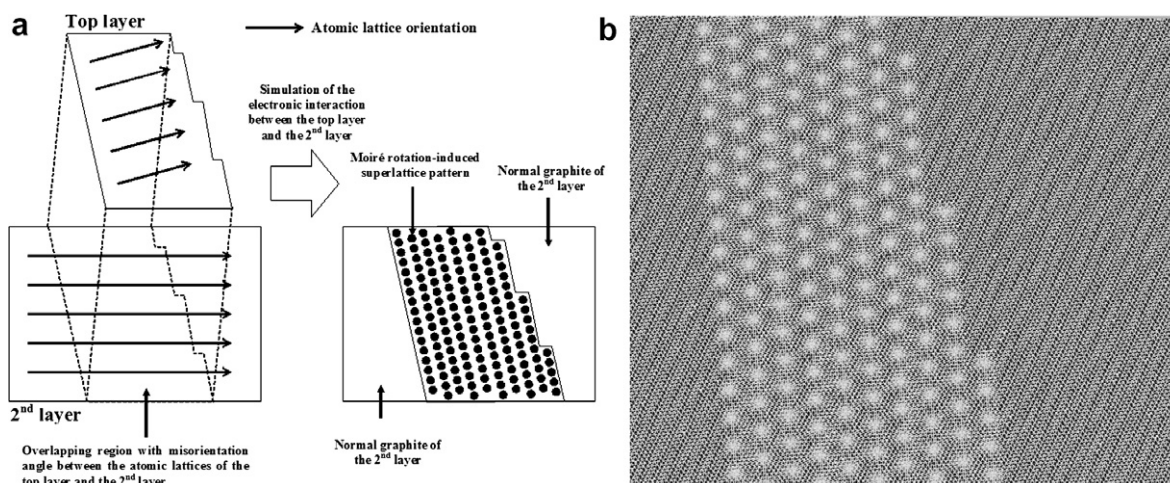 a
Top layer
Atomic lattice orientation
b
Simulation of the
electronic interaction
between the top layer
and the 2nd layer
Moiré rotation-induced
superlattice pattern
Normal graphite of
the 2nd layer
2nd layer
Overlapping region with misorientation
angle between the atomic lattices of the
top layer and the 2nd layer
Normal graphite of
the 2nd layer